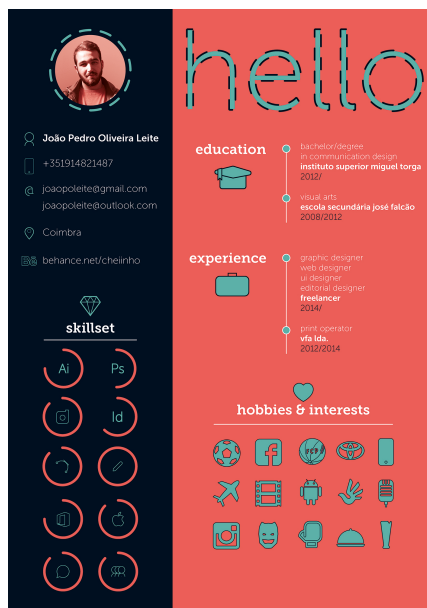 hello
João Pedro Oliveira Leite
+351914821487
joaopoleite@gmail.com
joaopoleite@outlook.com
Coimbra
Bē behance.net/cheiinho
skillset
Ai
Ps
Id
education
bachelor/degree
in communication design
instituto superior miguel torga
2012/
visual arts
escola secundária josé falcão
2008/2012
experience
graphic designer
web designer
ui designer
editorial designer
freelancer
2014/
print operator
vfa lda.
2012/2014
hobbies & interests